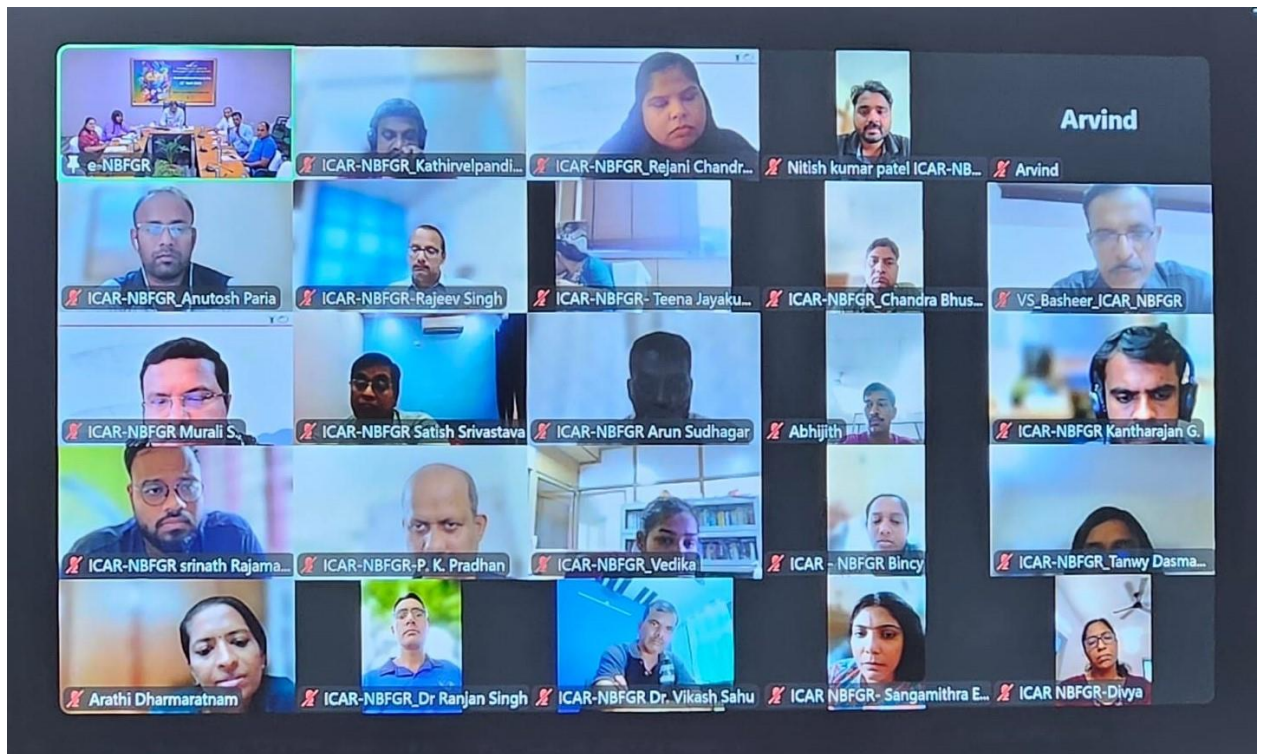 e-NBFGR
ICAR-NBFGR_Kathirvelpandi...
ICAR-NBFGR_Rejani Chandr...
Nitish kumar patel ICAR-NB...
Arvind
Arvind
ICAR-NBFGR_Anutosh Paria
ICAR-NBFGR-Rajeev Singh
ICAR-NBFGR- Teena Jayaku...
ICAR-NBFGR_Chandra Bhus...
VS_Basheer_ICAR_NBFGR
ICAR-NBFGR Murali S.
ICAR-NBFGR Satish Srivastava
ICAR-NBFGR Arun Sudhagar
Abhijith
ICAR-NBFGR Kantharajan G.
ICAR-NBFGR srinath Rajama...
ICAR-NBFGR-P. K. Pradhan
ICAR-NBFGR_Vedika
ICAR - NBFGR Bincy
ICAR-NBFGR_Tanwy Dasma...
Arathi Dharmaratnam
ICAR-NBFGR_Dr Ranjan Singh
ICAR-NBFGR Dr. Vikash Sahu
ICAR NBFGR- Sangamithra E...
ICAR NBFGR-Divya